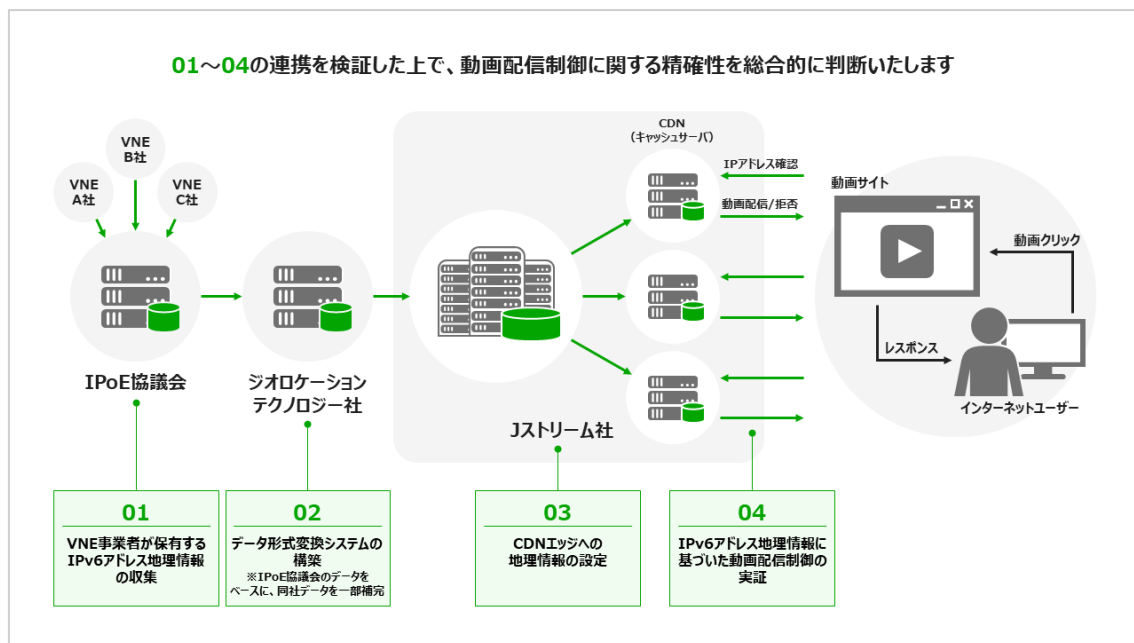 01～04の連携を検証した上で、動画配信制御に関する精確性を総合的に判断いたします
VNE
A社
VNE
B社
VNE
C社
IPoE協議会
ジオロケーション
テクノロジー社
Jストリーム社
CDN
（キャッシュサーバ）
IPアドレス確認
動画配信/拒否
動画サイト
動画クリック
レスポンス
インターネットユーザー
01
VNE事業者が保有する
IPv6アドレス地理情報
の収集
02
データ形式変換システムの
構築
※IPoE協議会のデータを
ベースに、同社データを一部補完
03
CDNエッジへの
地理情報の設定
04
IPv6アドレス地理情報に
基づいた動画配信制御の
実証